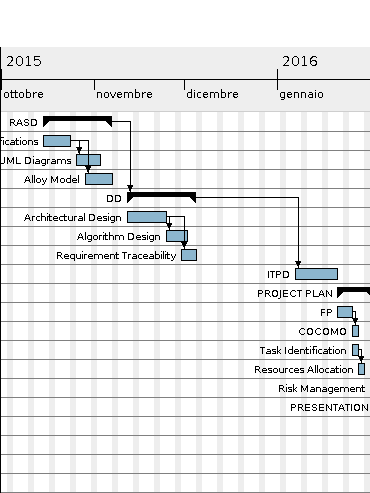 2015 2016
ottobre novembre dicembre gennaio
RASD
ifications
UML Diagrams
Alloy Model
DD
Architectural Design
Algorithm Design
Requirement Traceability
ITPD
PROJECT PLAN
FP
COCOMO
Task Identification
Resources Allocation
Risk Management
PRESENTATION